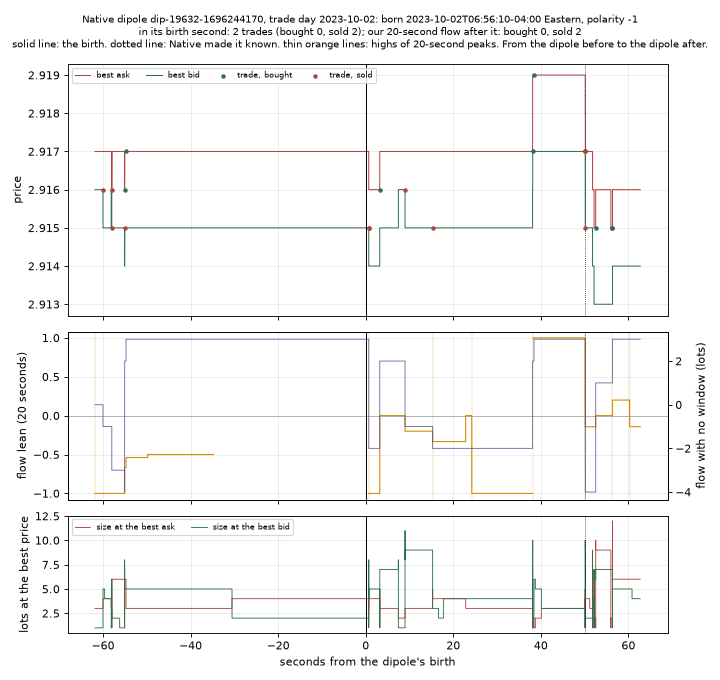 Native dipole dip-19632-1696244170, trade day 2023-10-02: born 2023-10-02T06:56:10-04:00 Eastern, polarity -1
in its birth second: 2 trades (bought 0, sold 2); our 20-second flow after it: bought 0, sold 2
solid line: the birth. dotted line: Native made it known. thin orange lines: highs of 20-second peaks. From the dipole before to the dipole after.
best ask
best bid
trade, bought
trade, sold
2.919
2.918
2.917
2.916
2.915
2.914
2.913
price
1.0
0.5
0.0
−0.5
−1.0
flow lean (20 seconds)
2
0
−2
−4
flow with no window (lots)
size at the best ask
size at the best bid
12.5
10.0
7.5
5.0
2.5
lots at the best price
−60
−40
−20
0
20
40
60
seconds from the dipole's birth